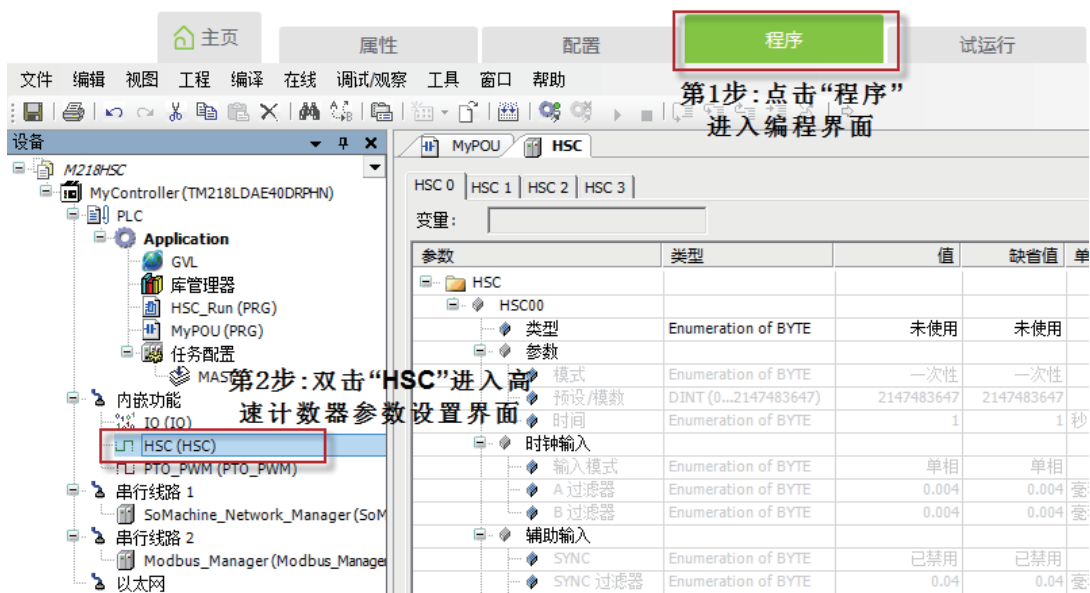 主页 属性 配置 程序 试运行
文件 编辑 视图 工程 编译 在线 调试/观察 工具 窗口 帮助
第1步:点击“程序”
进入编程界面
设备
M218HSC
MyController (TM218LDAE40DRPHN)
PLC
Application
GVL
库管理器
HSC_Run (PRG)
MyPOU (PRG)
任务配置
MAS
第2步:双击“HSC”进入高
速计数器参数设置界面
内嵌功能
IO (IO)
HSC (HSC)
PTO_PWM (PTO_PWM)
串行线路 1
SoMachine_Network_Manager (SoM
串行线路 2
Modbus_Manager (Modbus_Manager
以太网
MyPOU HSC
HSC 0 HSC 1 HSC 2 HSC 3
变量:
参数 类型 值 缺省值 单
HSC
HSC00
类型 Enumeration of BYTE 未使用 未使用
参数
模式 Enumeration of BYTE 一次性 一次性
预设/模数 DINT (0...2147483647) 2147483647 2147483647
时间 Enumeration of BYTE 1 1 秒
时钟输入
输入模式 Enumeration of BYTE 单相 单相
A 过滤器 Enumeration of BYTE 0.004 0.004 毫
B 过滤器 Enumeration of BYTE 0.004 0.004 毫
辅助输入
SYNC Enumeration of BYTE 已禁用 已禁用
SYNC 过滤器 Enumeration of BYTE 0.04 0.04 毫